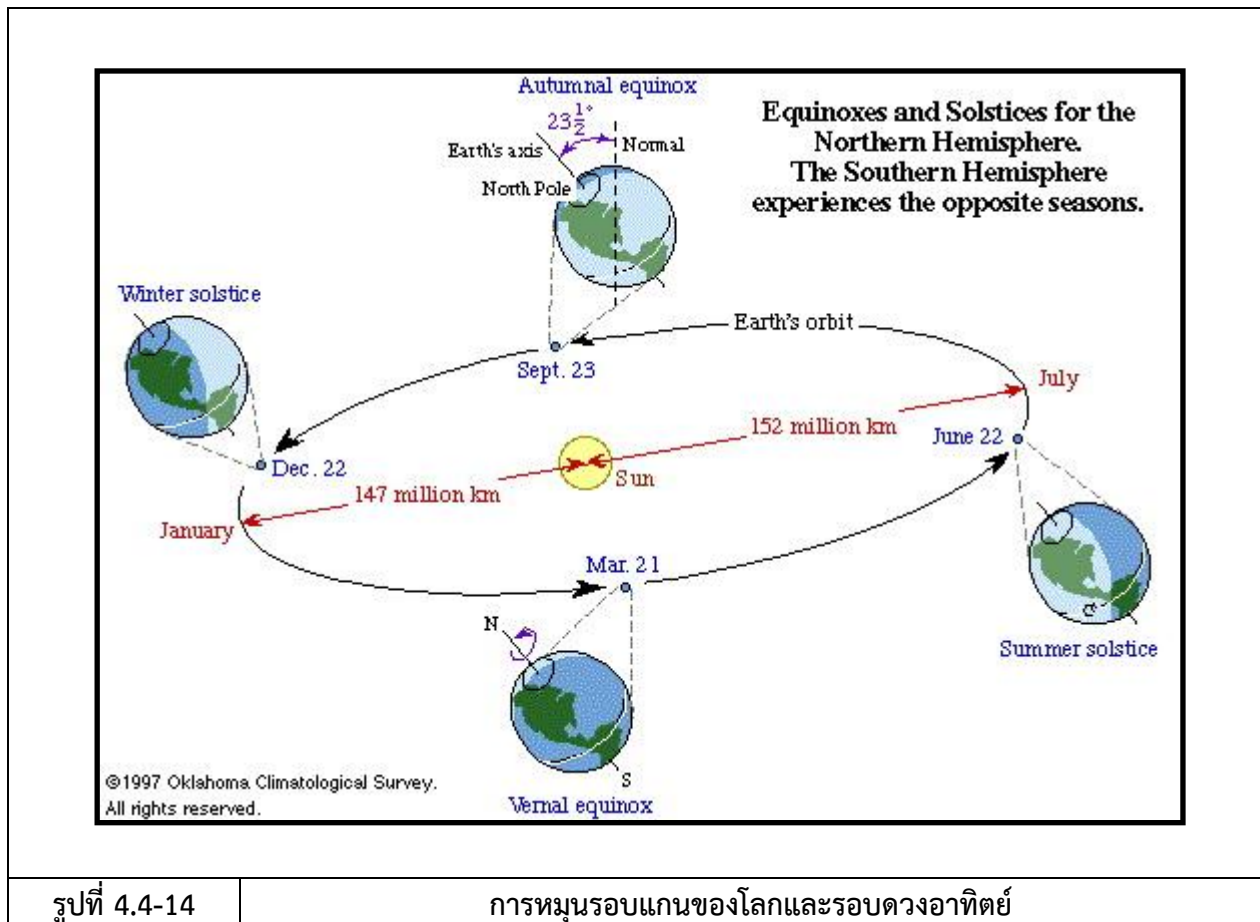 Autumnal equinox
23 1/2°
Earth's axis
Normal
North Pole
Equinoxes and Solstices for the
Northern Hemisphere.
The Southern Hemisphere
experiences the opposite seasons.
Winter solstice
Earth's orbit
Sept. 23
July
152 million km
June 22
Dec. 22
Sun
147 million km
January
Mar. 21
N
Summer solstice
S
©1997 Oklahoma Climatological Survey.
All rights reserved.
Vernal equinox
รูปที่ 4.4-14
การหมุนรอบแกนของโลกและรอบดวงอาทิตย์